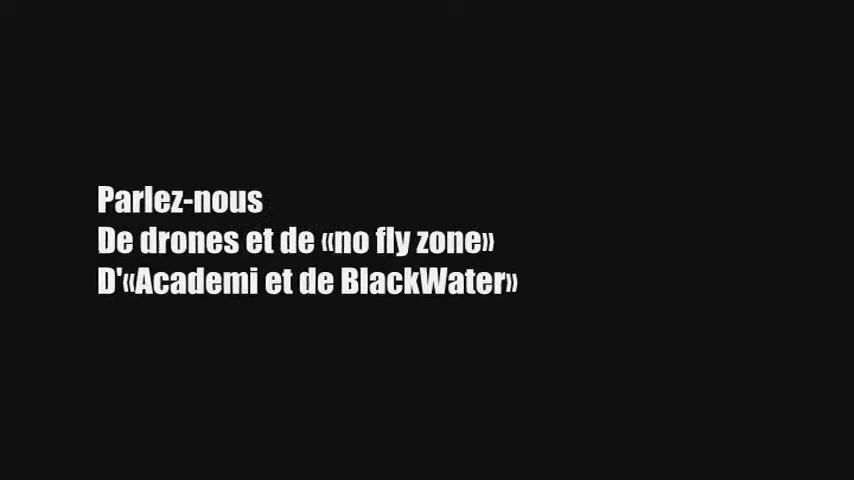 Parlez-nous
De drones et de «no fly zone»
D'«Academi et de BlackWater»